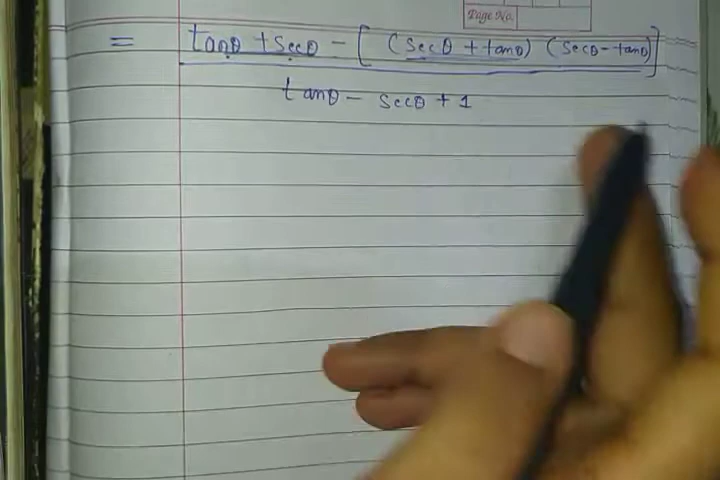 Page No.
= tanθ + secθ - [ (secθ + tanθ) (secθ - tanθ) ]
tanθ - secθ + 1